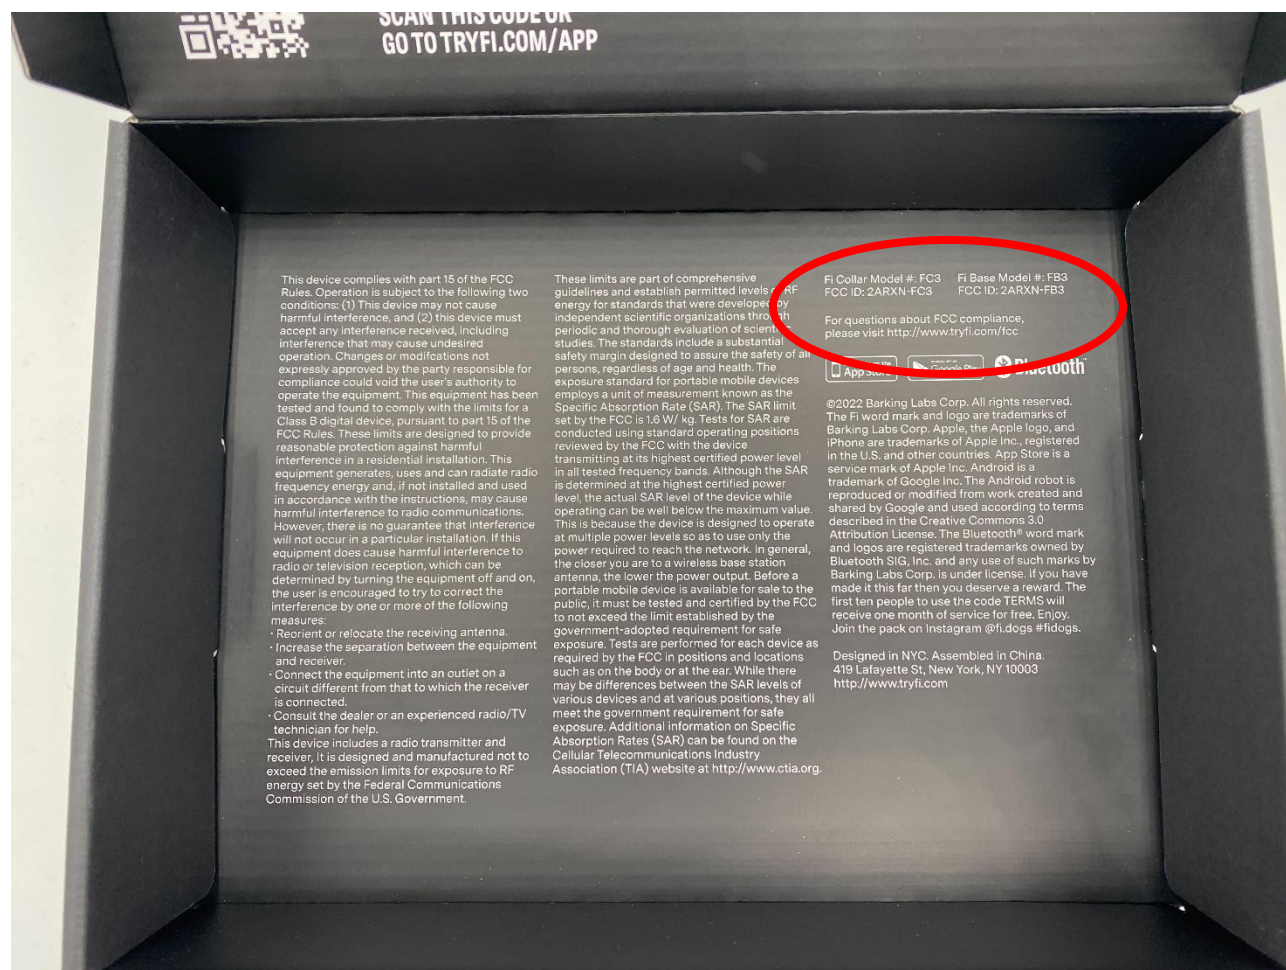 SCAN THIS CODE OR
GO TO TRYFI.COM/APP
This device complies with part 15 of the FCC
Rules. Operation is subject to the following two
conditions: (1) This device may not cause
harmful interference, and (2) this device must
accept any interference received, including
interference that may cause undesired
operation. Changes or modifcations not
expressly approved by the party responsible for
compliance could void the user's authority to
operate the equipment. This equipment has been
tested and found to comply with the limits for a
Class B digital device, pursuant to part 15 of the
FCC Rules. These limits are designed to provide
reasonable protection against harmful
interference in a residential installation. This
equipment generates, uses and can radiate radio
frequency energy and, if not installed and used
in accordance with the instructions, may cause
harmful interference to radio communications.
However, there is no guarantee that interference
will not occur in a particular installation. If this
equipment does cause harmful interference to
radio or television reception, which can be
determined by turning the equipment off and on,
the user is encouraged to try to correct the
interference by one or more of the following
measures:
· Reorient or relocate the receiving antenna.
· Increase the separation between the equipment
and receiver.
· Connect the equipment into an outlet on a
circuit different from that to which the receiver
is connected.
· Consult the dealer or an experienced radio/TV
technician for help.
This device includes a radio transmitter and
receiver, it is designed and manufactured not to
exceed the emission limits for exposure to RF
energy set by the Federal Communications
Commission of the U.S. Government.
These limits are part of comprehensive
guidelines and establish permitted levels of RF
energy for standards that were developed by
independent scientific organizations through
periodic and thorough evaluation of scientific
studies. The standards include a substantial
safety margin designed to assure the safety of all
persons, regardless of age and health. The
exposure standard for portable mobile devices
employs a unit of measurement known as the
Specific Absorption Rate (SAR). The SAR limit
set by the FCC is 1.6 W/ kg. Tests for SAR are
conducted using standard operating positions
reviewed by the FCC with the device
transmitting at its highest certified power level
in all tested frequency bands. Although the SAR
is determined at the highest certified power
level, the actual SAR level of the device while
operating can be well below the maximum value.
This is because the device is designed to operate
at multiple power levels so as to use only the
power required to reach the network. In general,
the closer you are to a wireless base station
antenna, the lower the power output. Before a
portable mobile device is available for sale to the
public, it must be tested and certified by the FCC
to not exceed the limit established by the
government-adopted requirement for safe
exposure. Tests are performed for each device as
required by the FCC in positions and locations
such as on the body or at the ear. While there
may be differences between the SAR levels of
various devices and at various positions, they all
meet the government requirement for safe
exposure. Additional information on Specific
Absorption Rates (SAR) can be found on the
Cellular Telecommunications Industry
Association (TIA) website at http://www.ctia.org.
Fi Collar Model #: FC3 Fi Base Model #: FB3
FCC ID: 2ARXN-FC3 FCC ID: 2ARXN-FB3
For questions about FCC compliance,
please visit http://www.tryfi.com/fcc
App Store Google Play Bluetooth
©2022 Barking Labs Corp. All rights reserved.
The Fi word mark and logo are trademarks of
Barking Labs Corp. Apple, the Apple logo, and
iPhone are trademarks of Apple Inc., registered
in the U.S. and other countries. App Store is a
service mark of Apple Inc. Android is a
trademark of Google Inc. The Android robot is
reproduced or modified from work created and
shared by Google and used according to terms
described in the Creative Commons 3.0
Attribution License. The Bluetooth® word mark
and logos are registered trademarks owned by
Bluetooth SIG, Inc. and any use of such marks by
Barking Labs Corp. is under license. If you have
made it this far then you deserve a reward. The
first ten people to use the code TERMS will
receive one month of service for free. Enjoy.
Join the pack on Instagram @fi.dogs #fidogs.
Designed in NYC. Assembled in China.
419 Lafayette St, New York, NY 10003
http://www.tryfi.com